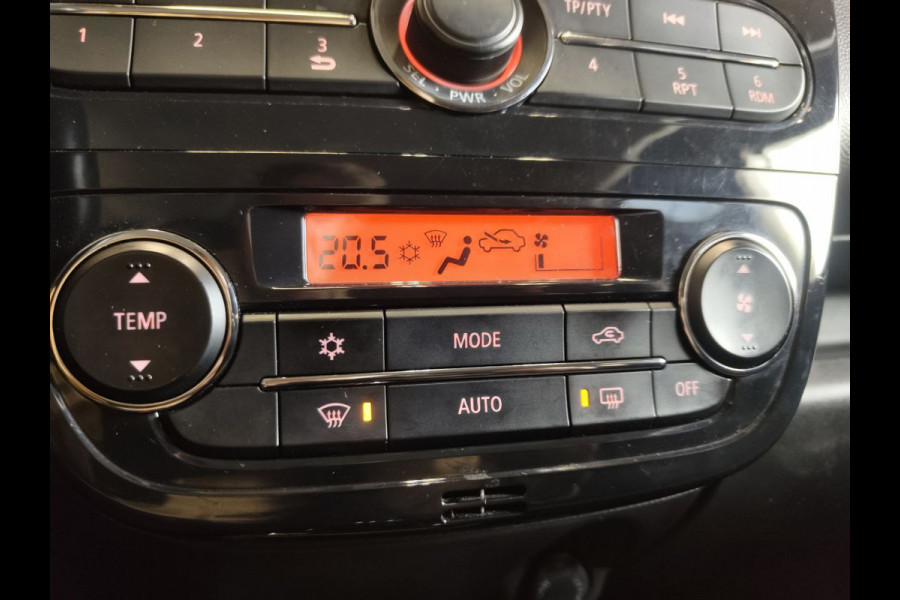 TP/PTY
1 2 3 4 5 6
RPT RDM
SEL · PWR · VOL
20.5
TEMP
MODE
AUTO
OFF